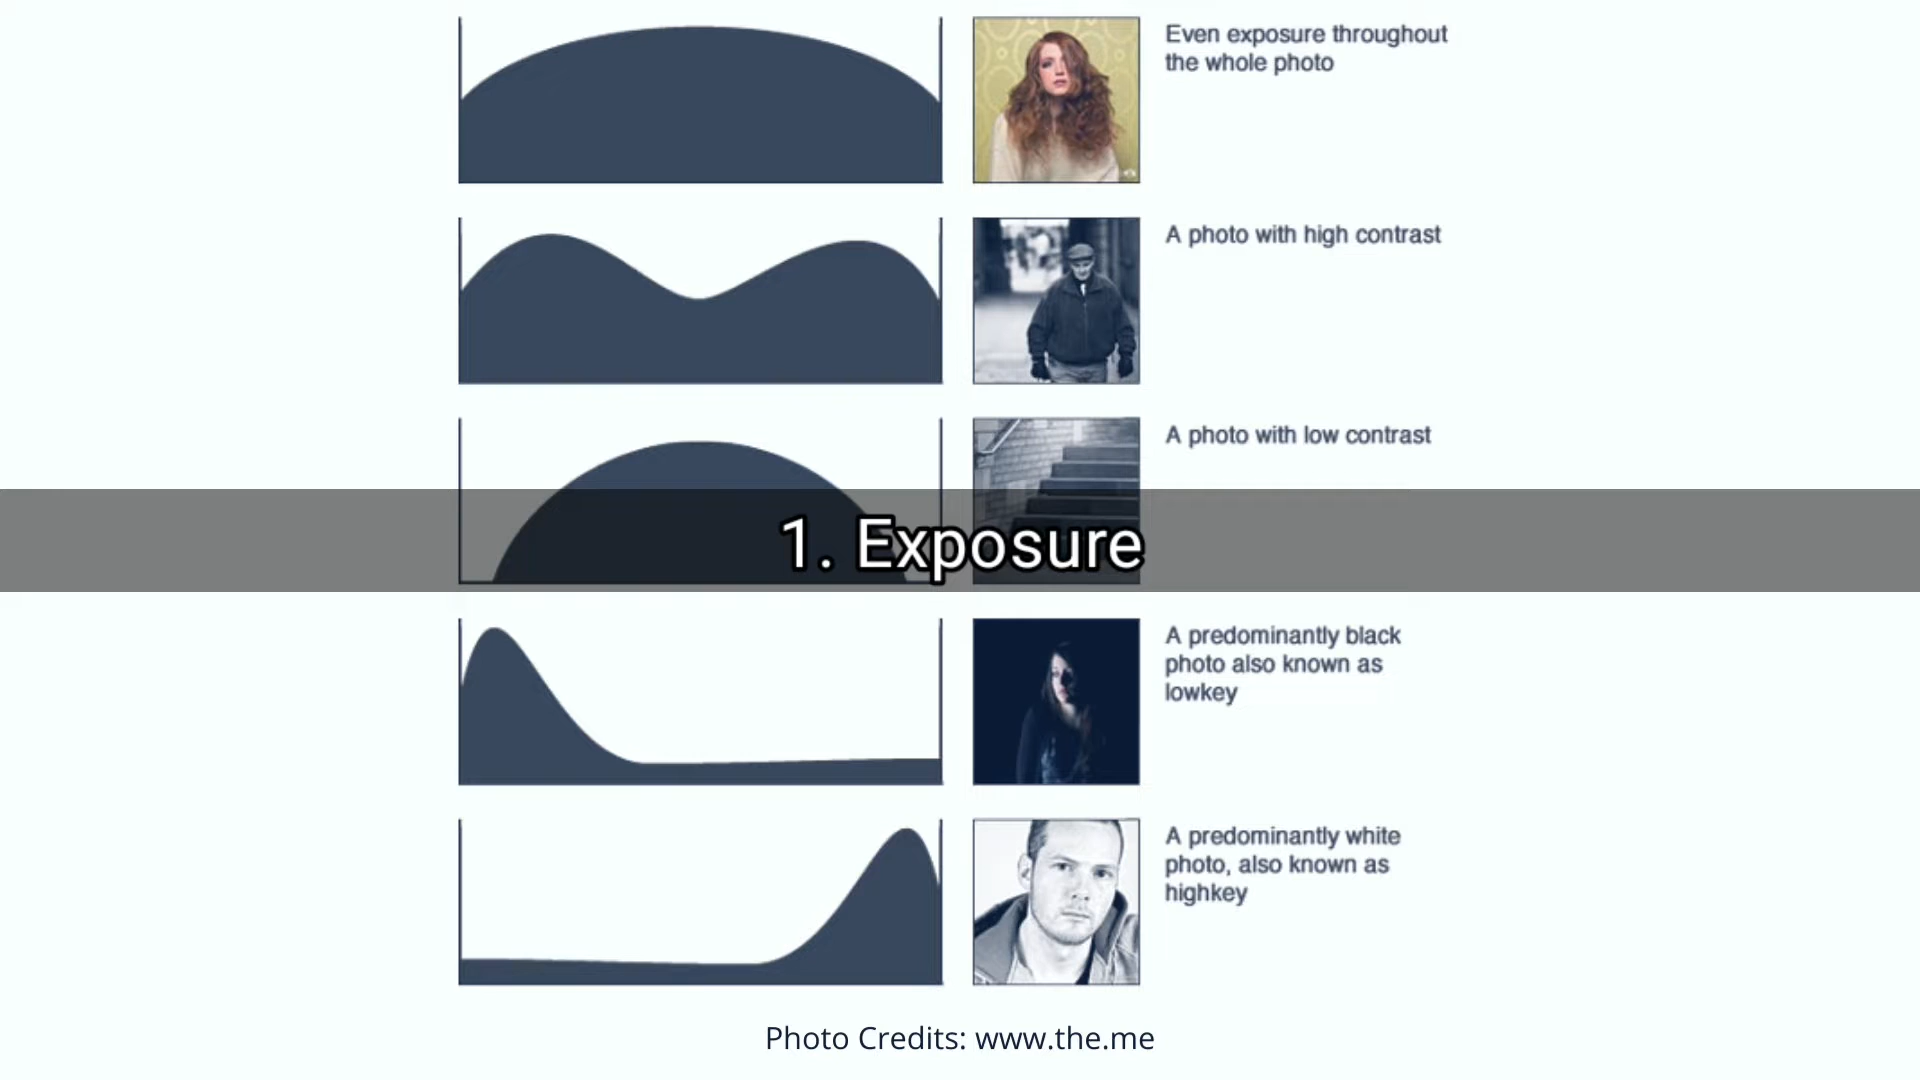 Even exposure throughout
the whole photo
A photo with high contrast
A photo with low contrast
1. Exposure
A predominantly black
photo also known as
lowkey
A predominantly white
photo, also known as
highkey
Photo Credits: www.the.me